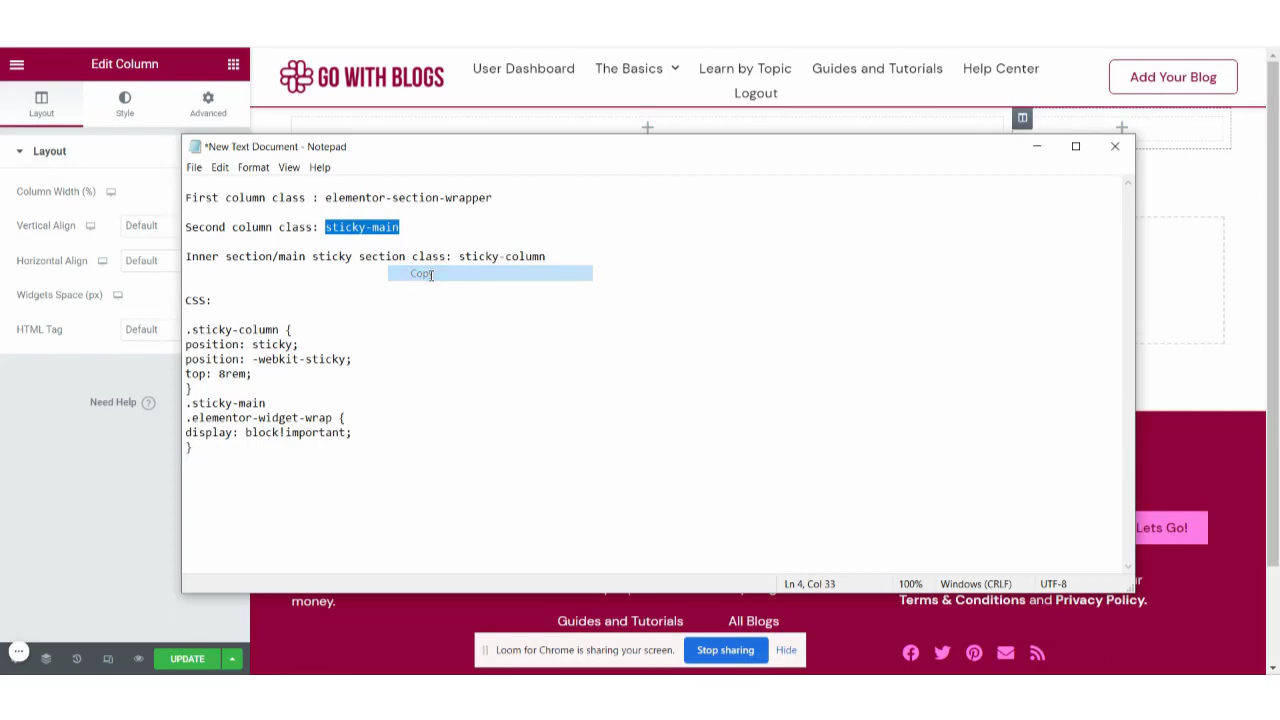 Edit Column
GO WITH BLOGS
User Dashboard
The Basics
Learn by Topic
Guides and Tutorials
Help Center
Logout
Add Your Blog
Layout
Style
Advanced
Layout
Column Width (%)
Vertical Align
Default
Horizontal Align
Default
Widgets Space (px)
HTML Tag
Default
Need Help
?
*New Text Document - Notepad
File Edit Format View Help
First column class : elementor-section-wrapper
Second column class: sticky-main
Inner section/main sticky section class: sticky-column
Copy
CSS:
.sticky-column {
position: sticky;
position: -webkit-sticky;
top: 8rem;
}
.sticky-main
.elementor-widget-wrap {
display: block!important;
}
Ln 4, Col 33
100%
Windows (CRLF)
UTF-8
Lets Go!
money.
Terms & Conditions and Privacy Policy.
Guides and Tutorials
All Blogs
Loom for Chrome is sharing your screen.
Stop sharing
Hide
UPDATE